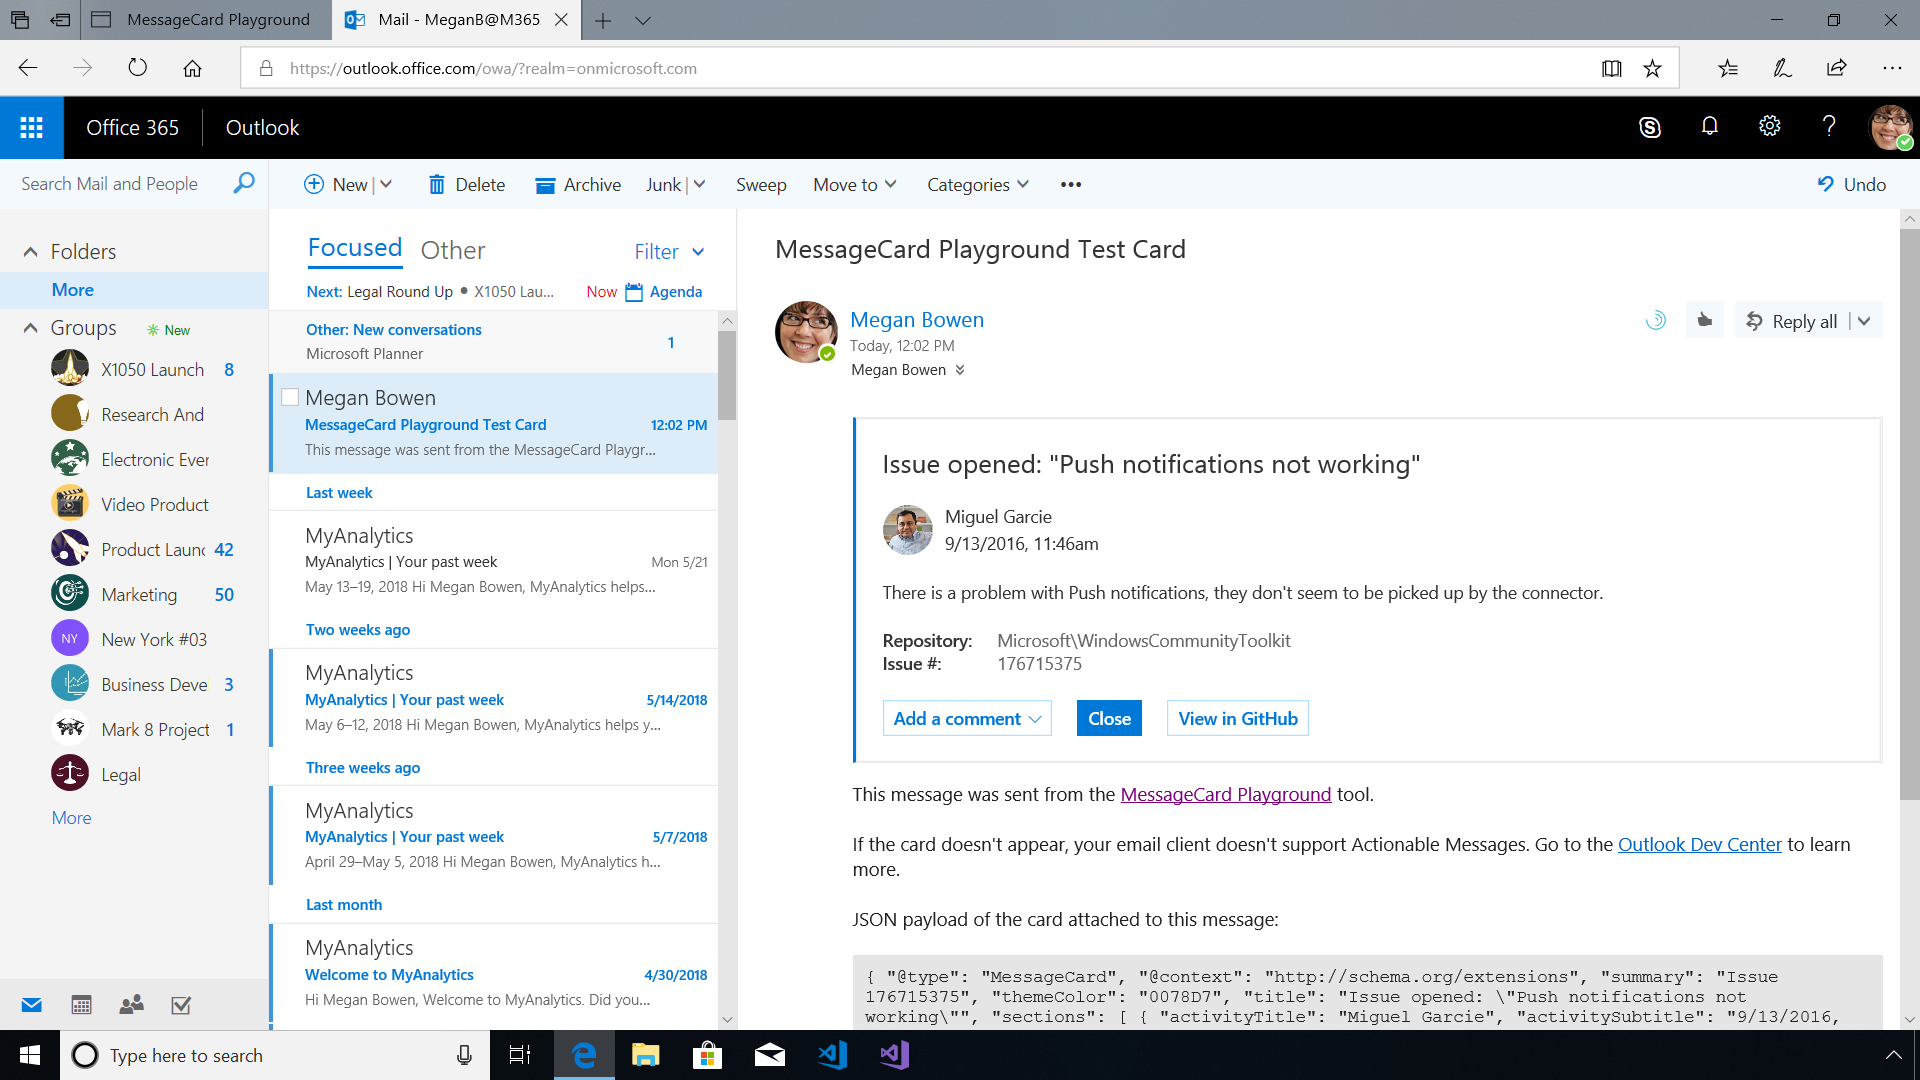 MessageCard Playground
Mail - MeganB@M365
https://outlook.office.com/owa/?realm=onmicrosoft.com
Office 365
Outlook
Search Mail and People
New
Delete
Archive
Junk
Sweep
Move to
Categories
Undo
Folders
More
Groups
New
X1050 Launch 8
Research And
Electronic Ever
Video Product
Product Launc 42
Marketing 50
NY New York #03
Business Deve 3
Mark 8 Project 1
Legal
More
Focused Other Filter
Next: Legal Round Up • X1050 Lau... Now Agenda
Other: New conversations
Microsoft Planner
1
Megan Bowen
MessageCard Playground Test Card 12:02 PM
This message was sent from the MessageCard Playgr...
Last week
MyAnalytics
MyAnalytics | Your past week Mon 5/21
May 13–19, 2018 Hi Megan Bowen, MyAnalytics helps...
Two weeks ago
MyAnalytics
MyAnalytics | Your past week 5/14/2018
May 6–12, 2018 Hi Megan Bowen, MyAnalytics helps y...
Three weeks ago
MyAnalytics
MyAnalytics | Your past week 5/7/2018
April 29–May 5, 2018 Hi Megan Bowen, MyAnalytics h...
Last month
MyAnalytics
Welcome to MyAnalytics 4/30/2018
Hi Megan Bowen, Welcome to MyAnalytics. Did you...
MessageCard Playground Test Card
Megan Bowen
Today, 12:02 PM
Megan Bowen
Reply all
Issue opened: "Push notifications not working"
Miguel Garcie
9/13/2016, 11:46am
There is a problem with Push notifications, they don't seem to be picked up by the connector.
Repository: Microsoft\WindowsCommunityToolkit
Issue #: 176715375
Add a comment
Close
View in GitHub
This message was sent from the MessageCard Playground tool.
If the card doesn't appear, your email client doesn't support Actionable Messages. Go to the Outlook Dev Center to learn
more.
JSON payload of the card attached to this message:
{ "@type": "MessageCard", "@context": "http://schema.org/extensions", "summary": "Issue
176715375", "themeColor": "0078D7", "title": "Issue opened: \"Push notifications not
working\"", "sections": [ { "activityTitle": "Miguel Garcie", "activitySubtitle": "9/13/2016,
Type here to search